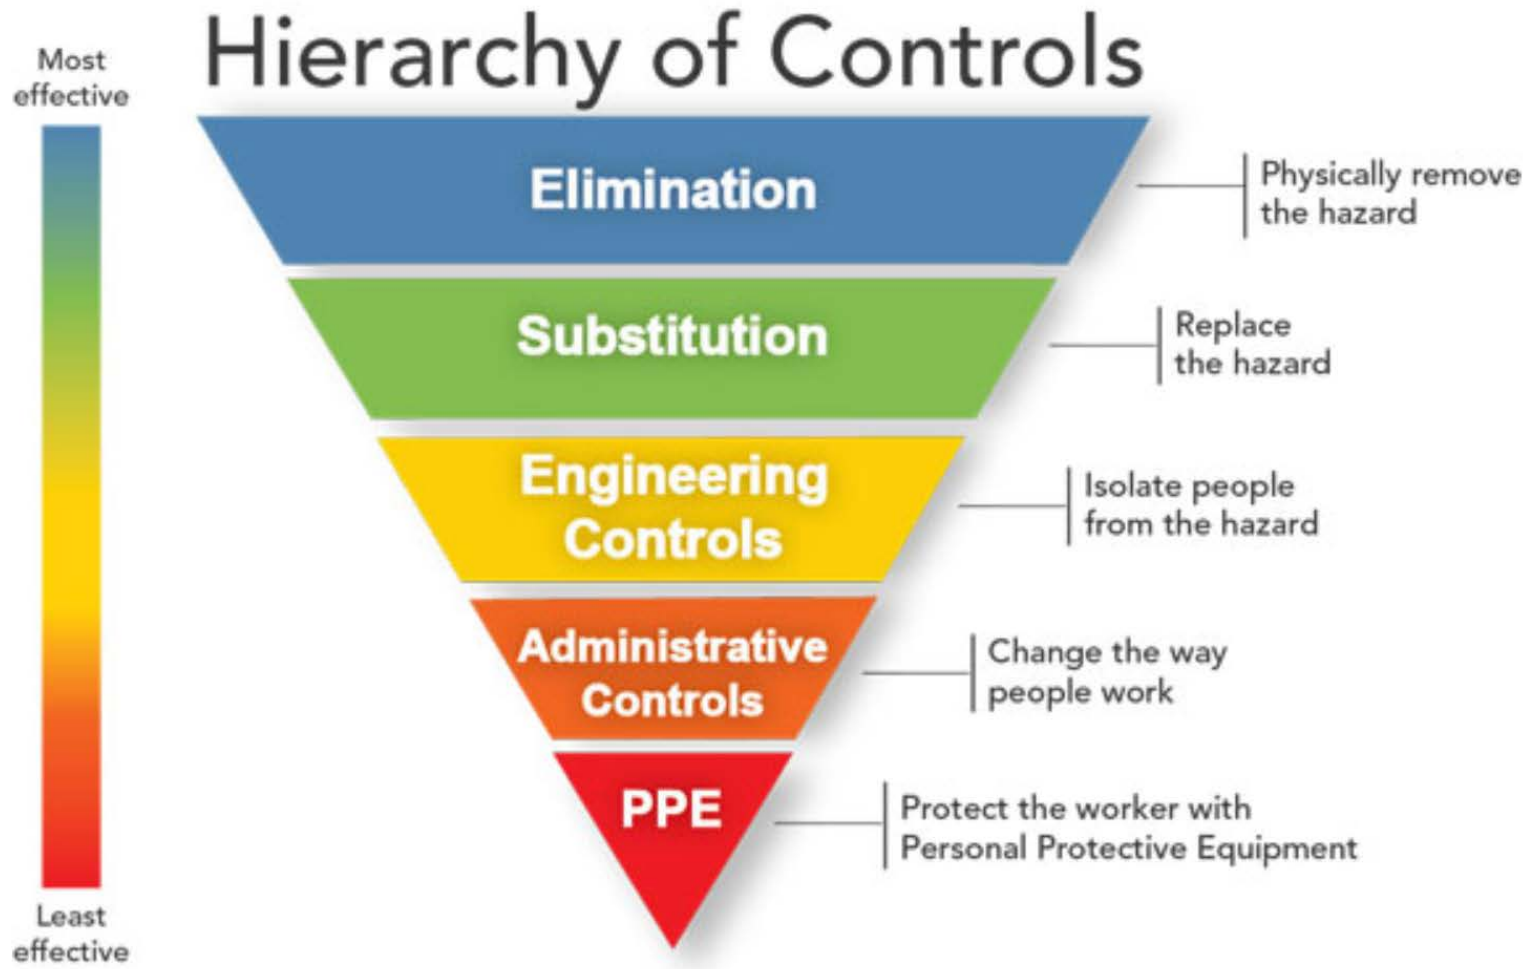 Hierarchy of Controls
Most
effective
Elimination
Physically remove
the hazard
Substitution
Replace
the hazard
Engineering
Controls
Isolate people
from the hazard
Administrative
Controls
Change the way
people work
PPE
Protect the worker with
Personal Protective Equipment
Least
effective